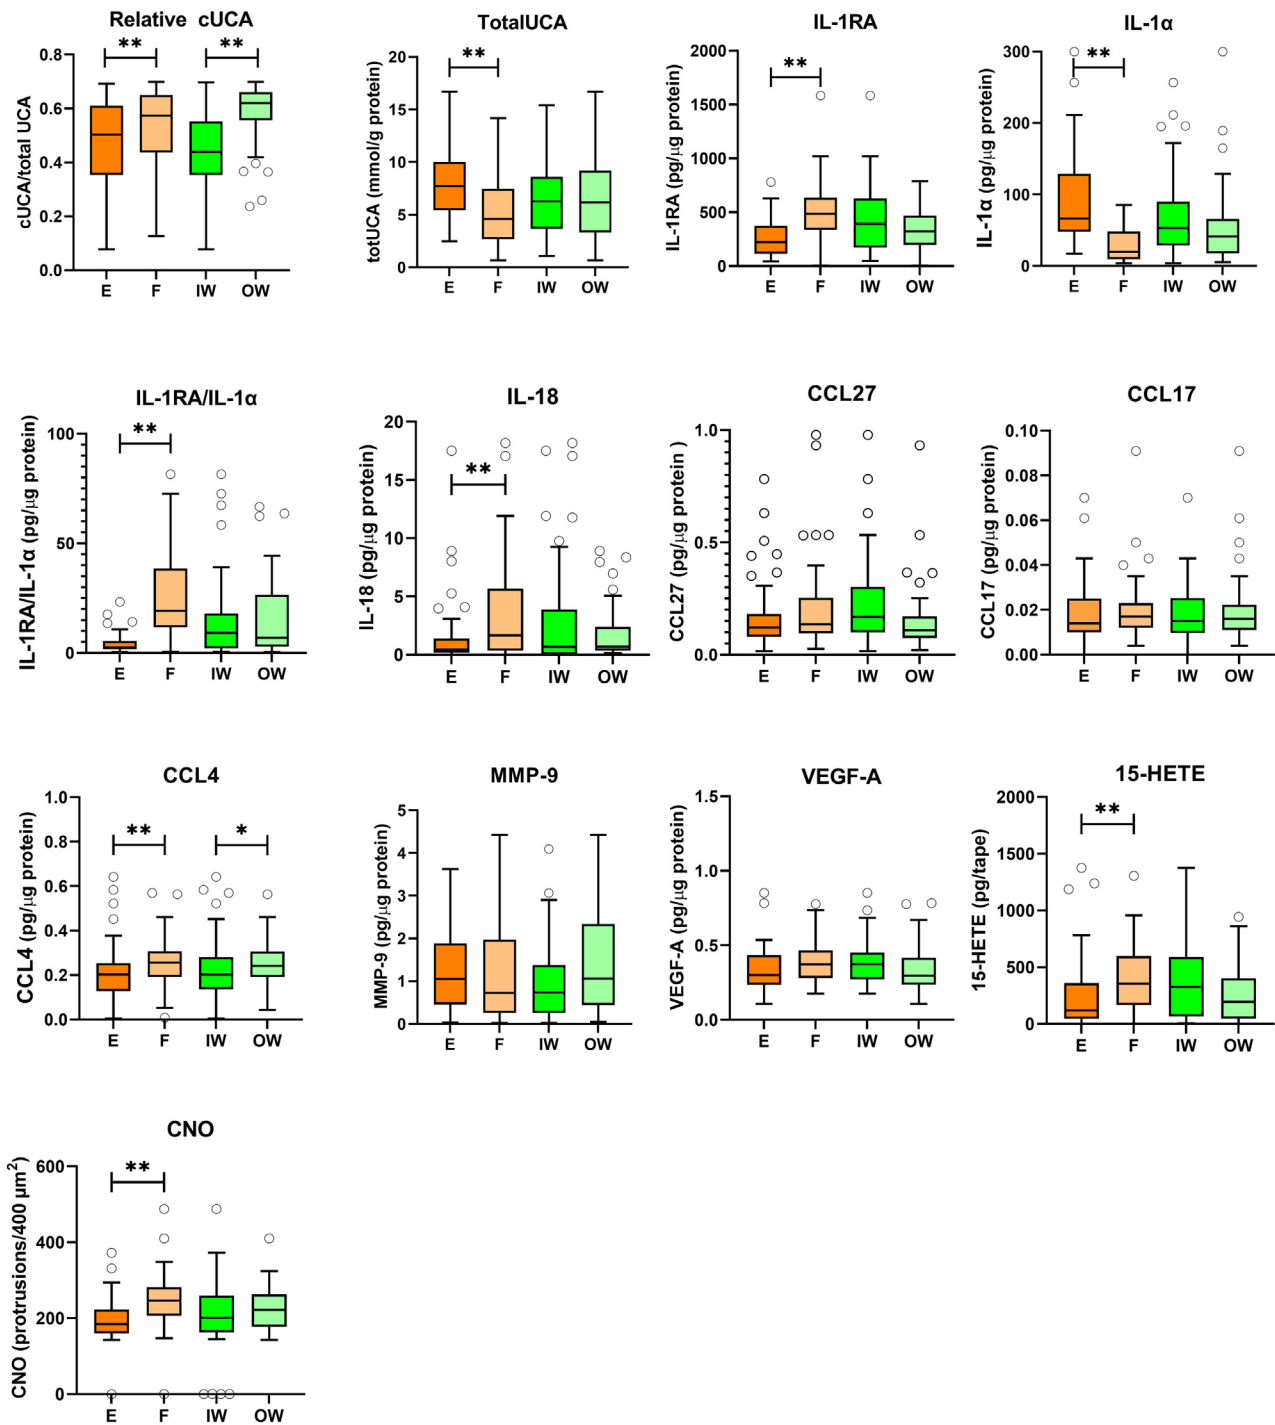 Relative cUCA
**
**
cUCA/total UCA
0.8
0.6
0.4
0.2
0.0
E F IW OW
TotalUCA
**
totUCA (mmol/g protein)
20
15
10
5
0
E F IW OW
IL-1RA
**
IL-1RA (pg/µg protein)
2000
1500
1000
500
0
E F IW OW
IL-1α
**
IL-1α (pg/µg protein)
300
200
100
0
E F IW OW
IL-1RA/IL-1α
**
IL-1RA/IL-1α (pg/µg protein)
100
50
0
E F IW OW
IL-18
**
IL-18 (pg/µg protein)
20
15
10
5
0
E F IW OW
CCL27
CCL27 (pg/µg protein )
1.0
0.5
0.0
E F IW OW
CCL17
CCL17 (pg/µg protein)
0.10
0.08
0.06
0.04
0.02
0.00
E F IW OW
CCL4
**
*
CCL4 (pg/µg protein)
1.0
0.8
0.6
0.4
0.2
0.0
E F IW OW
MMP-9
MMP-9 (pg/µg protein)
5
4
3
2
1
0
E F IW OW
VEGF-A
VEGF-A (pg/µg protein)
1.5
1.0
0.5
0.0
E F IW OW
15-HETE
**
15-HETE (pg/tape)
2000
1500
1000
500
0
E F IW OW
CNO
**
CNO (protrusions/400 µm²)
600
400
200
0
E F IW OW